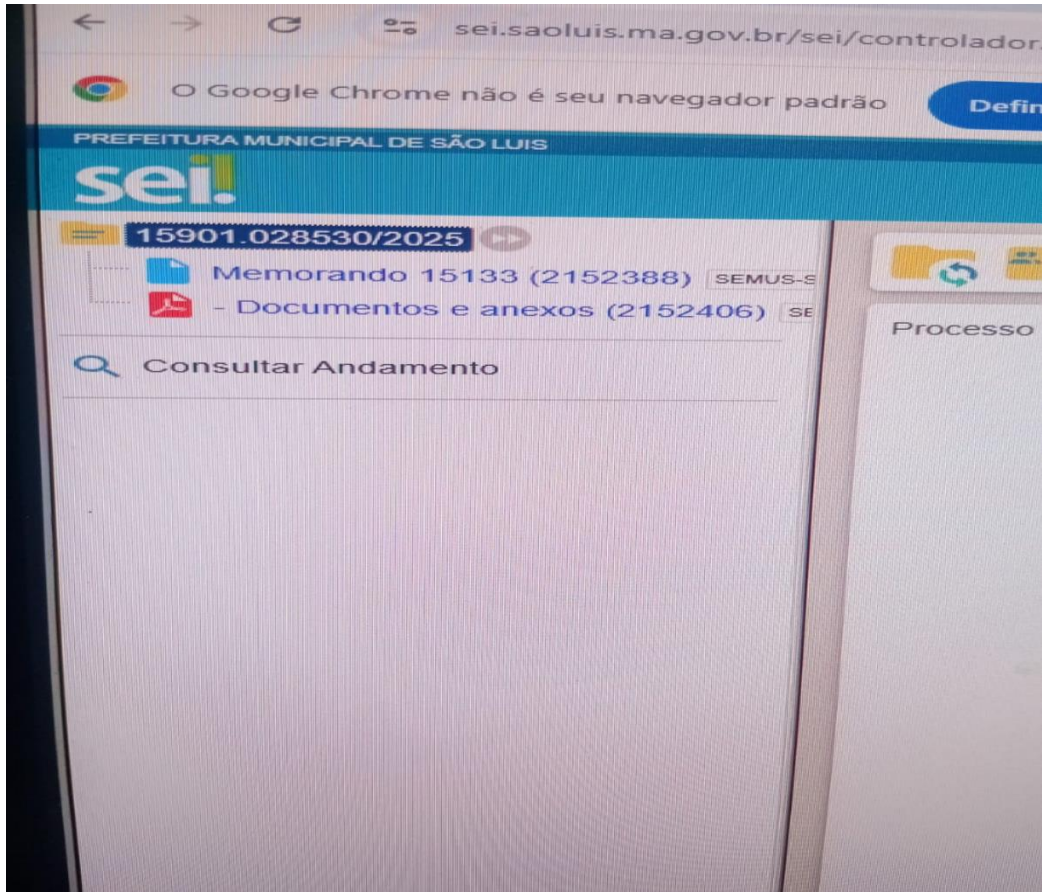 sei.saoluis.ma.gov.br/sei/controlador.
O Google Chrome não é seu navegador padrão Defin
PREFEITURA MUNICIPAL DE SÃO LUIS
sei!
15901.028530/2025
Memorando 15133 (2152388) SEMUS-S
- Documentos e anexos (2152406) SE
Processo
Consultar Andamento